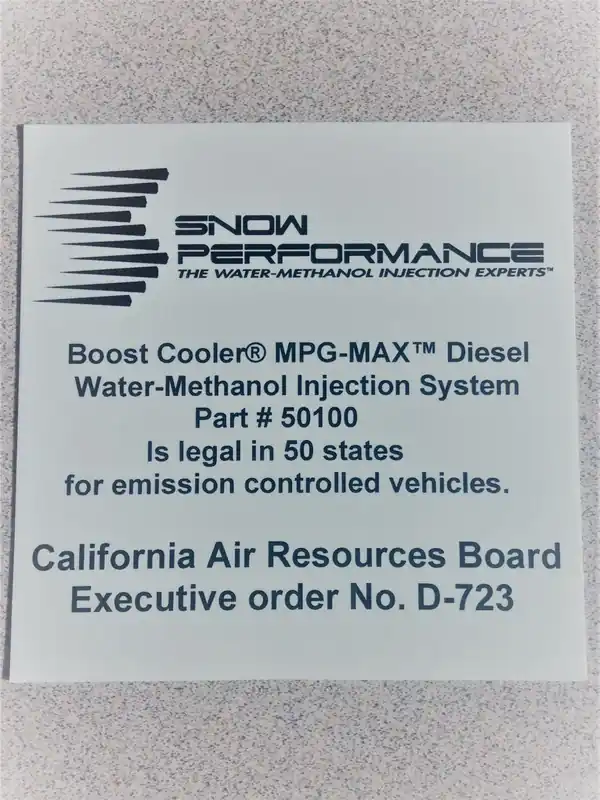 SNOW
PERFORMANCE
THE WATER-METHANOL INJECTION EXPERTS™
Boost Cooler® MPG-MAX™ Diesel
Water-Methanol Injection System
Part # 50100
Is legal in 50 states
for emission controlled vehicles.
California Air Resources Board
Executive order No. D-723